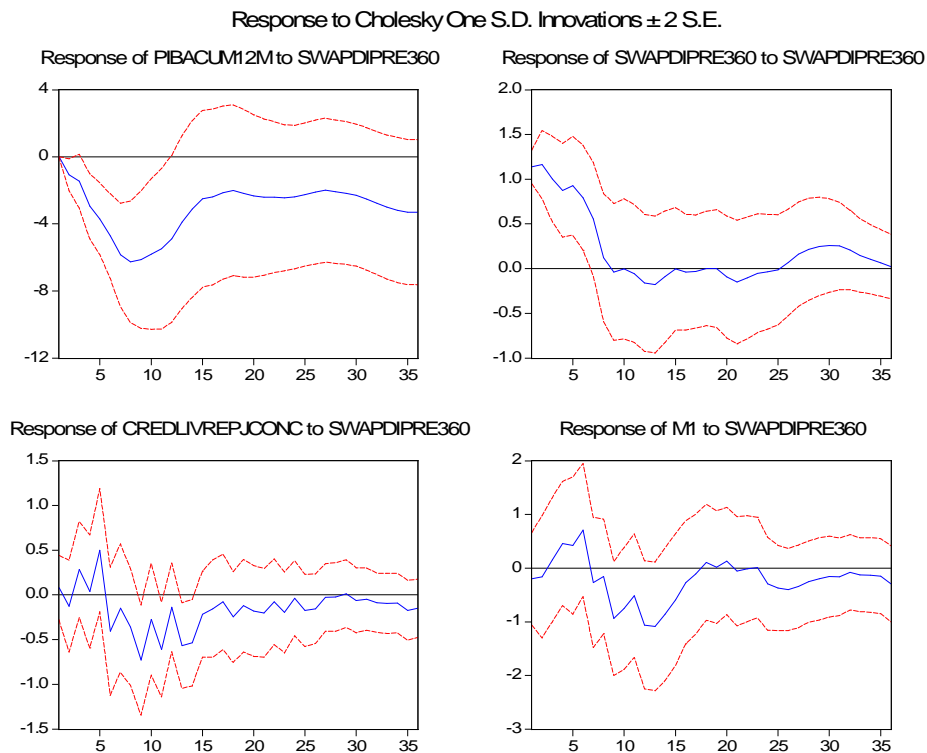 Response to Cholesky One S.D. Innovations ± 2 S.E.
Response of PIBACUM12M to SWAPDIPRE360
4
0
-4
-8
-12
5 10 15 20 25 30 35
Response of SWAPDIPRE360 to SWAPDIPRE360
2.0
1.5
1.0
0.5
0.0
-0.5
-1.0
5 10 15 20 25 30 35
Response of CREDLIVREPJCONC to SWAPDIPRE360
1.5
1.0
0.5
0.0
-0.5
-1.0
-1.5
5 10 15 20 25 30 35
Response of M1 to SWAPDIPRE360
2
1
0
-1
-2
-3
5 10 15 20 25 30 35